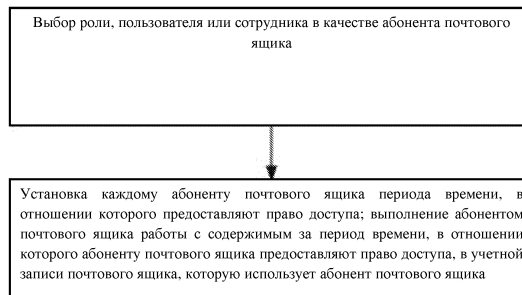 Выбор роли, пользователя или сотрудника в качестве абонента почтового
ящика
Установка каждому абоненту почтового ящика периода времени, в
отношении которого предоставляют право доступа; выполнение абонентом
почтового ящика работы с содержимым за период времени, в отношении
которого абоненту почтового ящика предоставляют право доступа, в учетной
записи почтового ящика, которую использует абонент почтового ящика